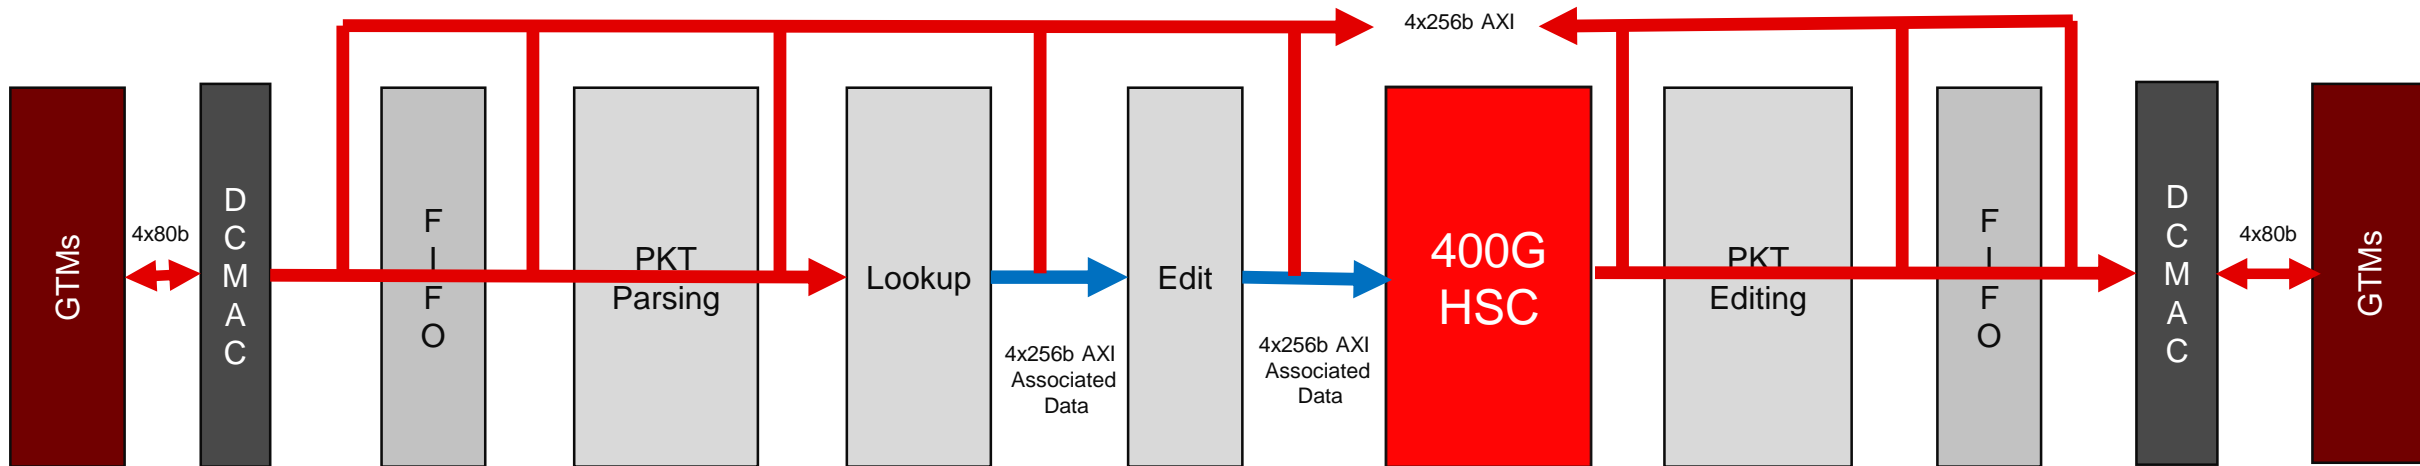 4x256b AXI
GTMs
4x80b
D
C
M
A
C
F
I
F
O
PKT
Parsing
Lookup
4x256b AXI
Associated
Data
Edit
4x256b AXI
Associated
Data
400G
HSC
PKT
Editing
F
I
F
O
D
C
M
A
C
4x80b
GTMs